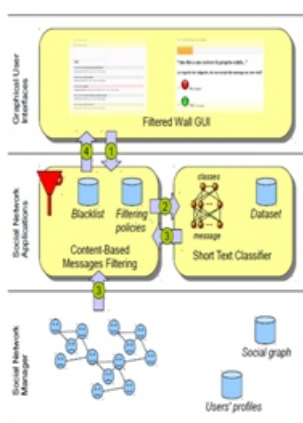 Graphical User
Interfaces
Filtered Wall GUI
4
1
Social Network
Applications
Blacklist
Filtering
policies
Content-Based
Messages Filtering
2
3
classes
message
Dataset
Short Text Classifier
3
Social Network
Manager
Social graph
Users' profiles